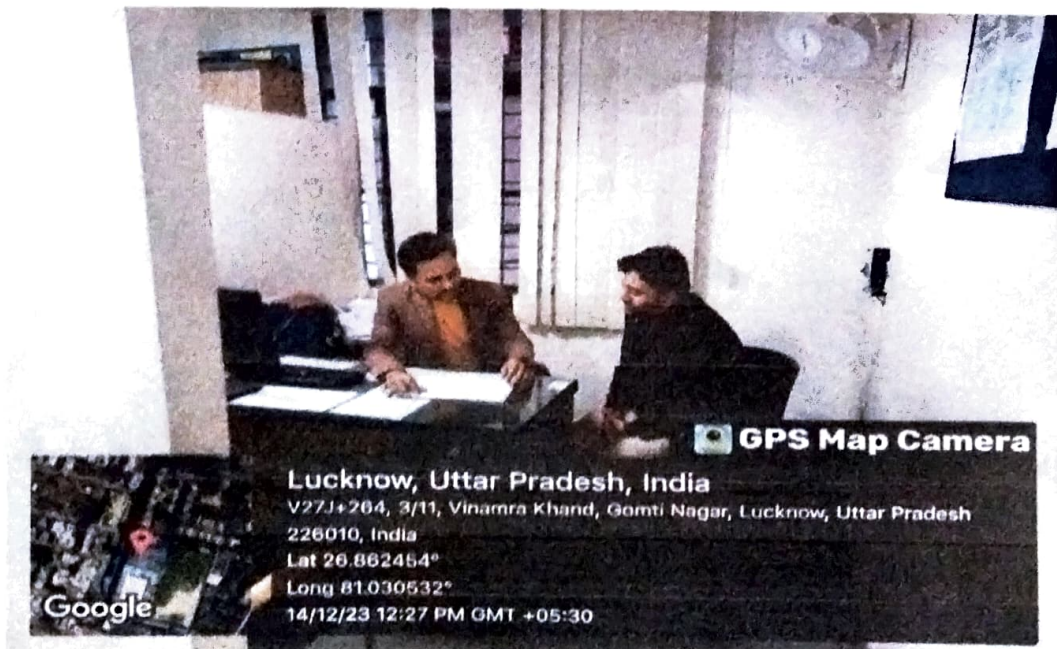 GPS Map Camera
Lucknow, Uttar Pradesh, India
V27J+264, 3/11, Vinamra Khand, Gomti Nagar, Lucknow, Uttar Pradesh
226010, India
Lat 26.862454°
Long 81.030532°
14/12/23 12:27 PM GMT +05:30
Google